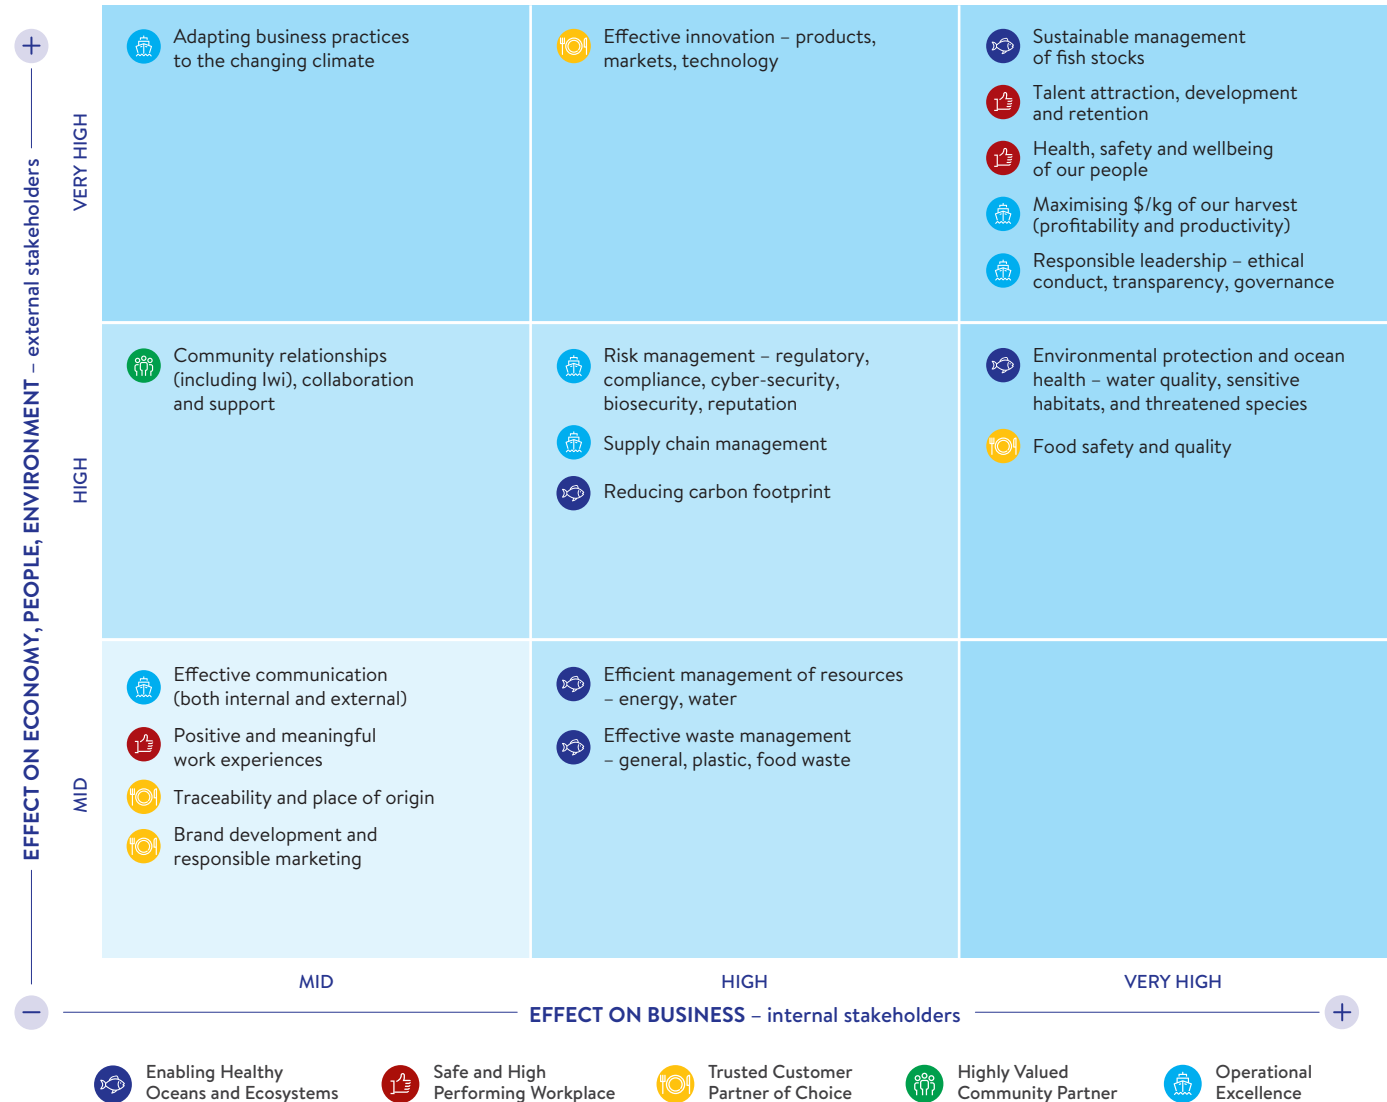 EFFECT ON ECONOMY, PEOPLE, ENVIRONMENT – external stakeholders
VERY HIGH
Adapting business practices
to the changing climate
Effective innovation – products,
markets, technology
Sustainable management
of fish stocks
Talent attraction, development
and retention
Health, safety and wellbeing
of our people
Maximising $/kg of our harvest
(profitability and productivity)
Responsible leadership – ethical
conduct, transparency, governance
HIGH
Community relationships
(including Iwi), collaboration
and support
Risk management – regulatory,
compliance, cyber-security,
biosecurity, reputation
Supply chain management
Reducing carbon footprint
Environmental protection and ocean
health – water quality, sensitive
habitats, and threatened species
Food safety and quality
MID
Effective communication
(both internal and external)
Positive and meaningful
work experiences
Traceability and place of origin
Brand development and
responsible marketing
Efficient management of resources
– energy, water
Effective waste management
– general, plastic, food waste
MID
HIGH
VERY HIGH
EFFECT ON BUSINESS – internal stakeholders
Enabling Healthy
Oceans and Ecosystems
Safe and High
Performing Workplace
Trusted Customer
Partner of Choice
Highly Valued
Community Partner
Operational
Excellence